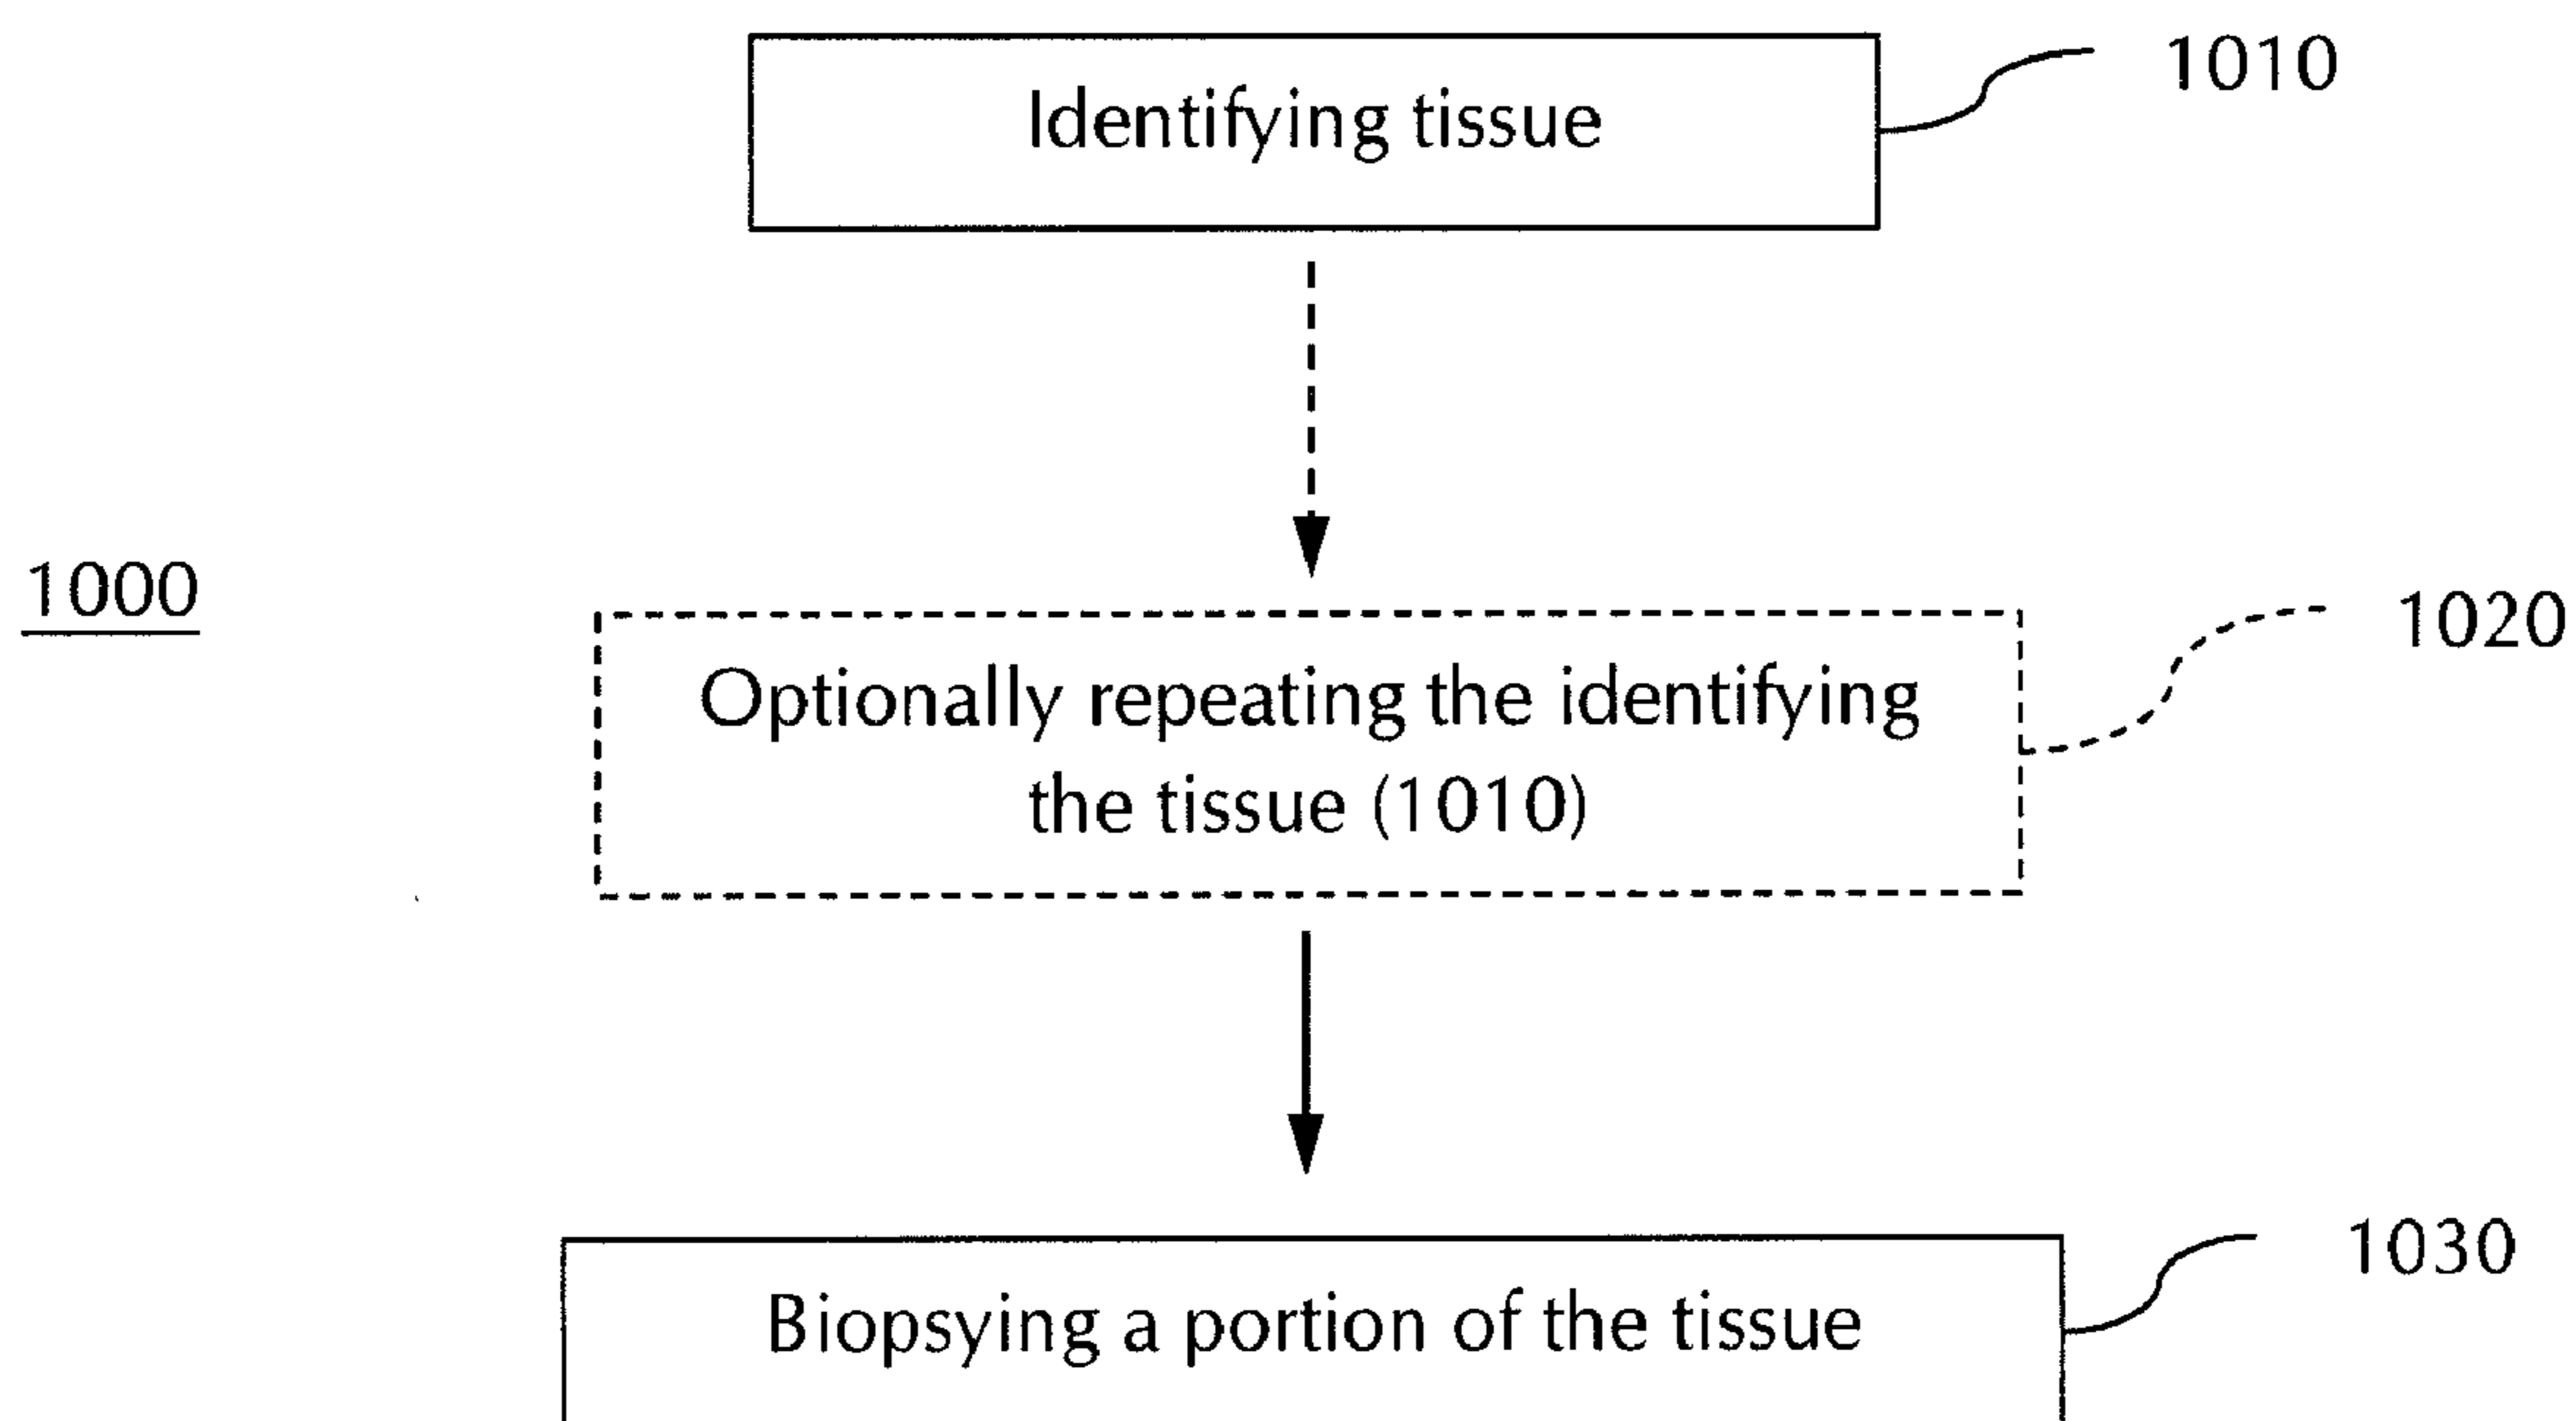 Identifying tissue
1010
1000
Optionally repeating the identifying
the tissue (1010)
1020
Biopsying a portion of the tissue
1030